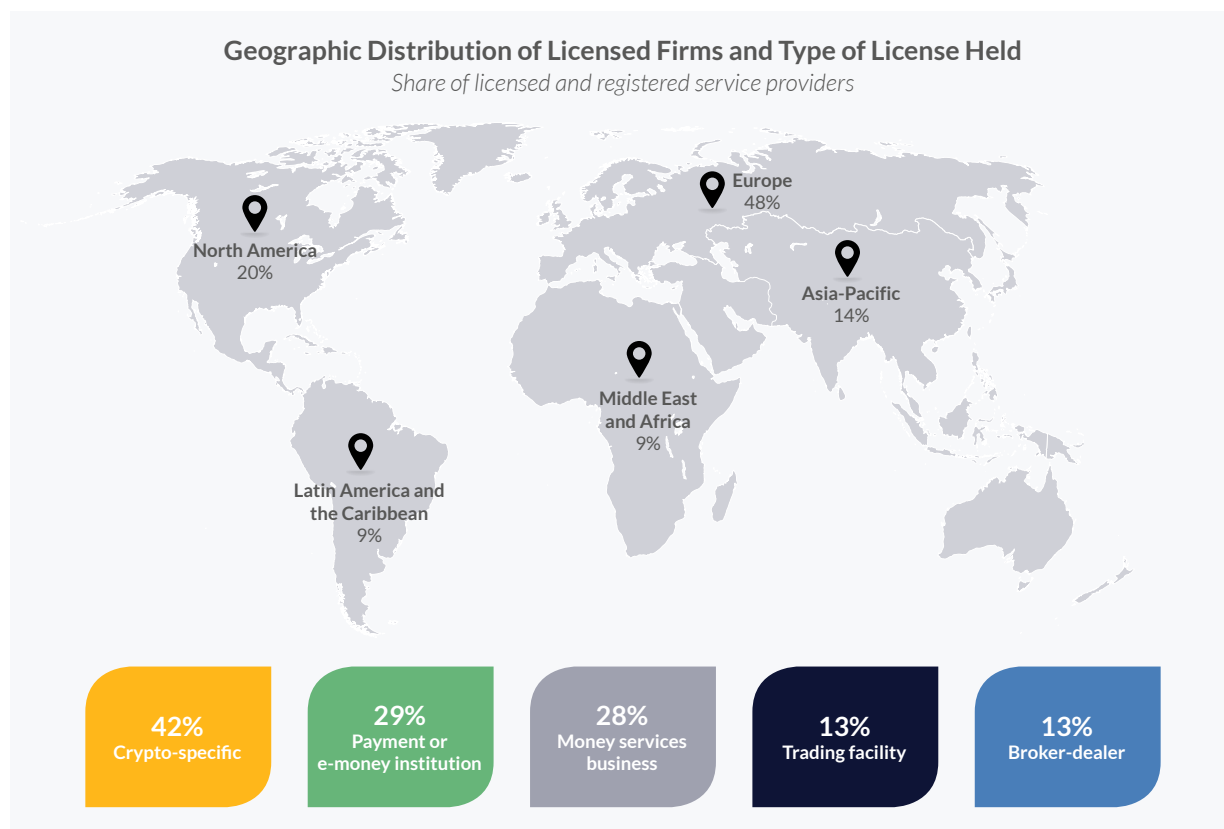 Geographic Distribution of Licensed Firms and Type of License Held
Share of licensed and registered service providers
Europe
48%
North America
20%
Asia-Pacific
14%
Middle East
and Africa
9%
Latin America and
the Caribbean
9%
42%
Crypto-specific
29%
Payment or
e-money institution
28%
Money services
business
13%
Trading facility
13%
Broker-dealer